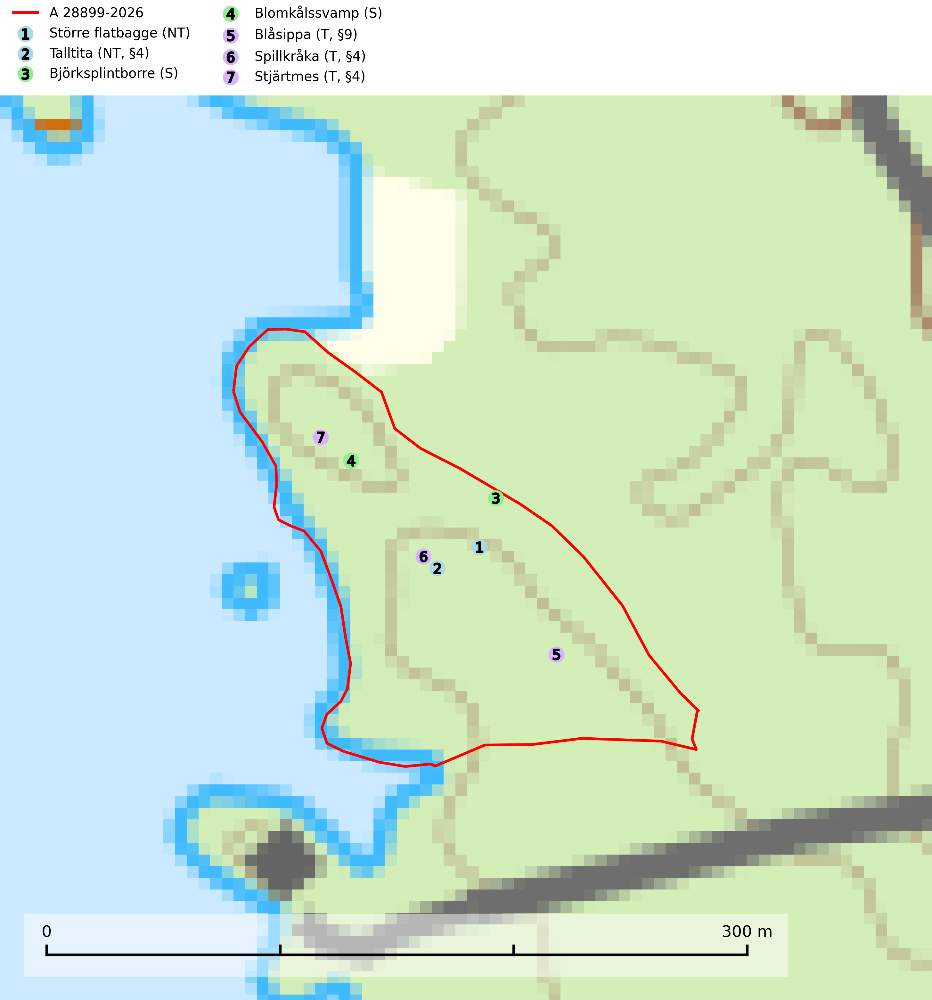 A 28899-2026
1 Större flatbagge (NT)
2 Talltita (NT, §4)
3 Björksplintborre (S)
4 Blomkålssvamp (S)
5 Blåsippa (T, §9)
6 Spillkråka (T, §4)
7 Stjärtmes (T, §4)
7
4
3
1
6
2
5
0 300 m